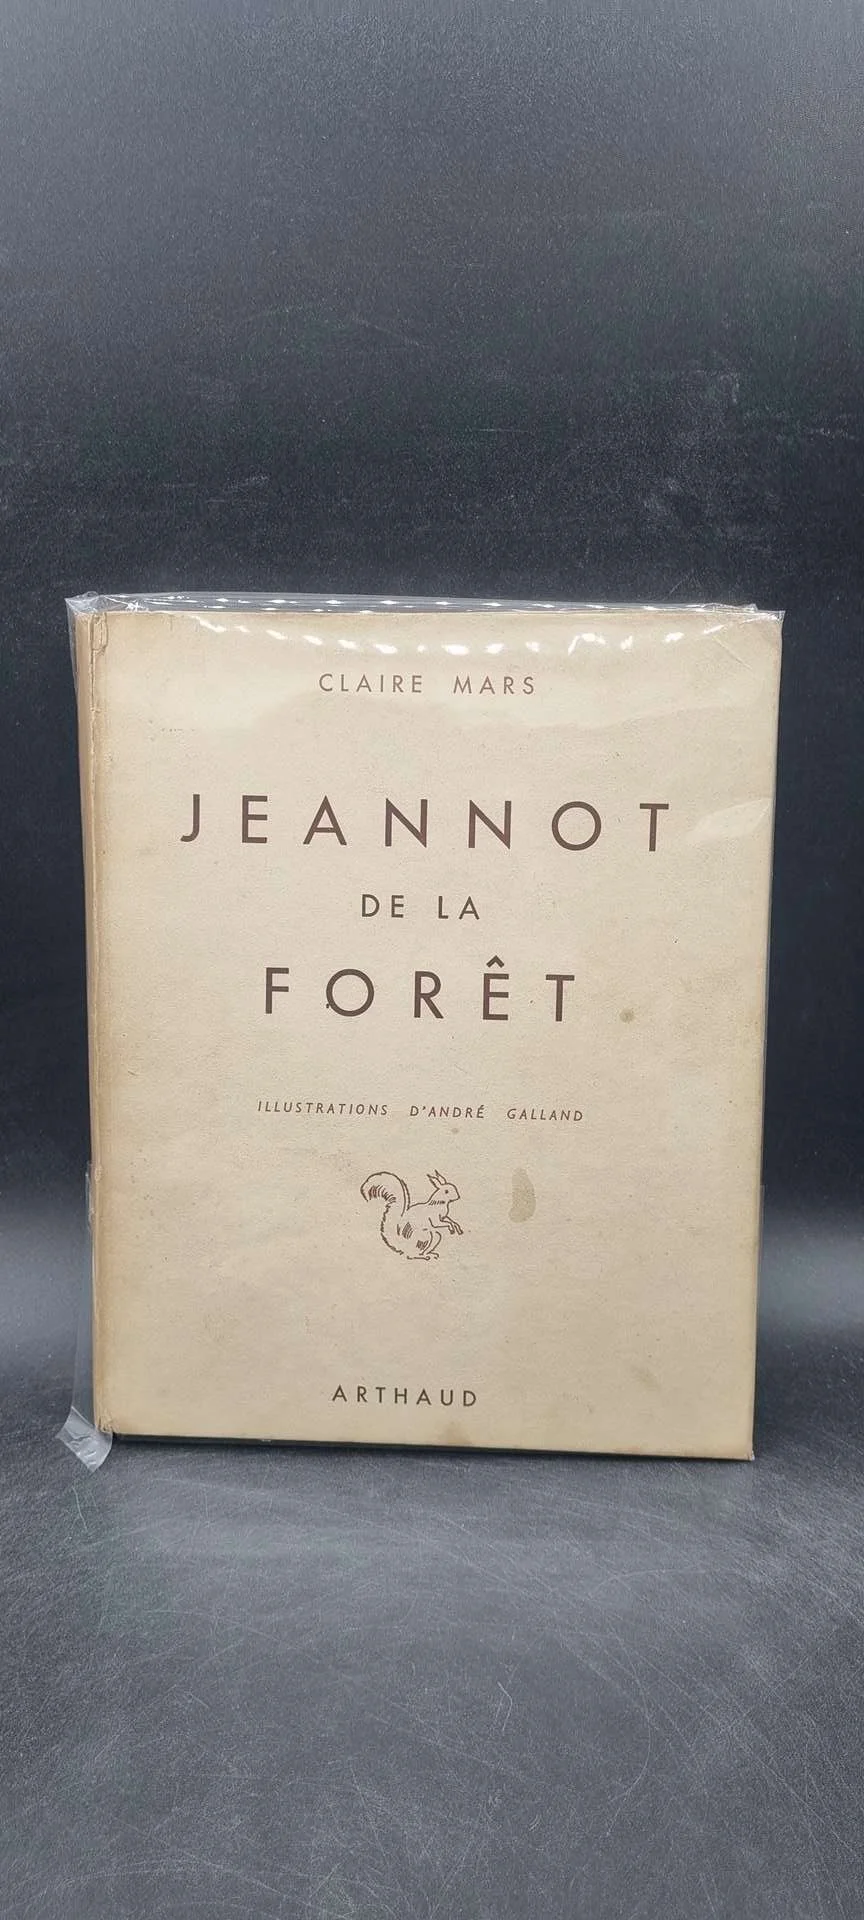 CLAIRE MARS
JEANNOT
DE LA
FORÊT
ILLUSTRATIONS D'ANDRÉ GALLAND
ARTHAUD